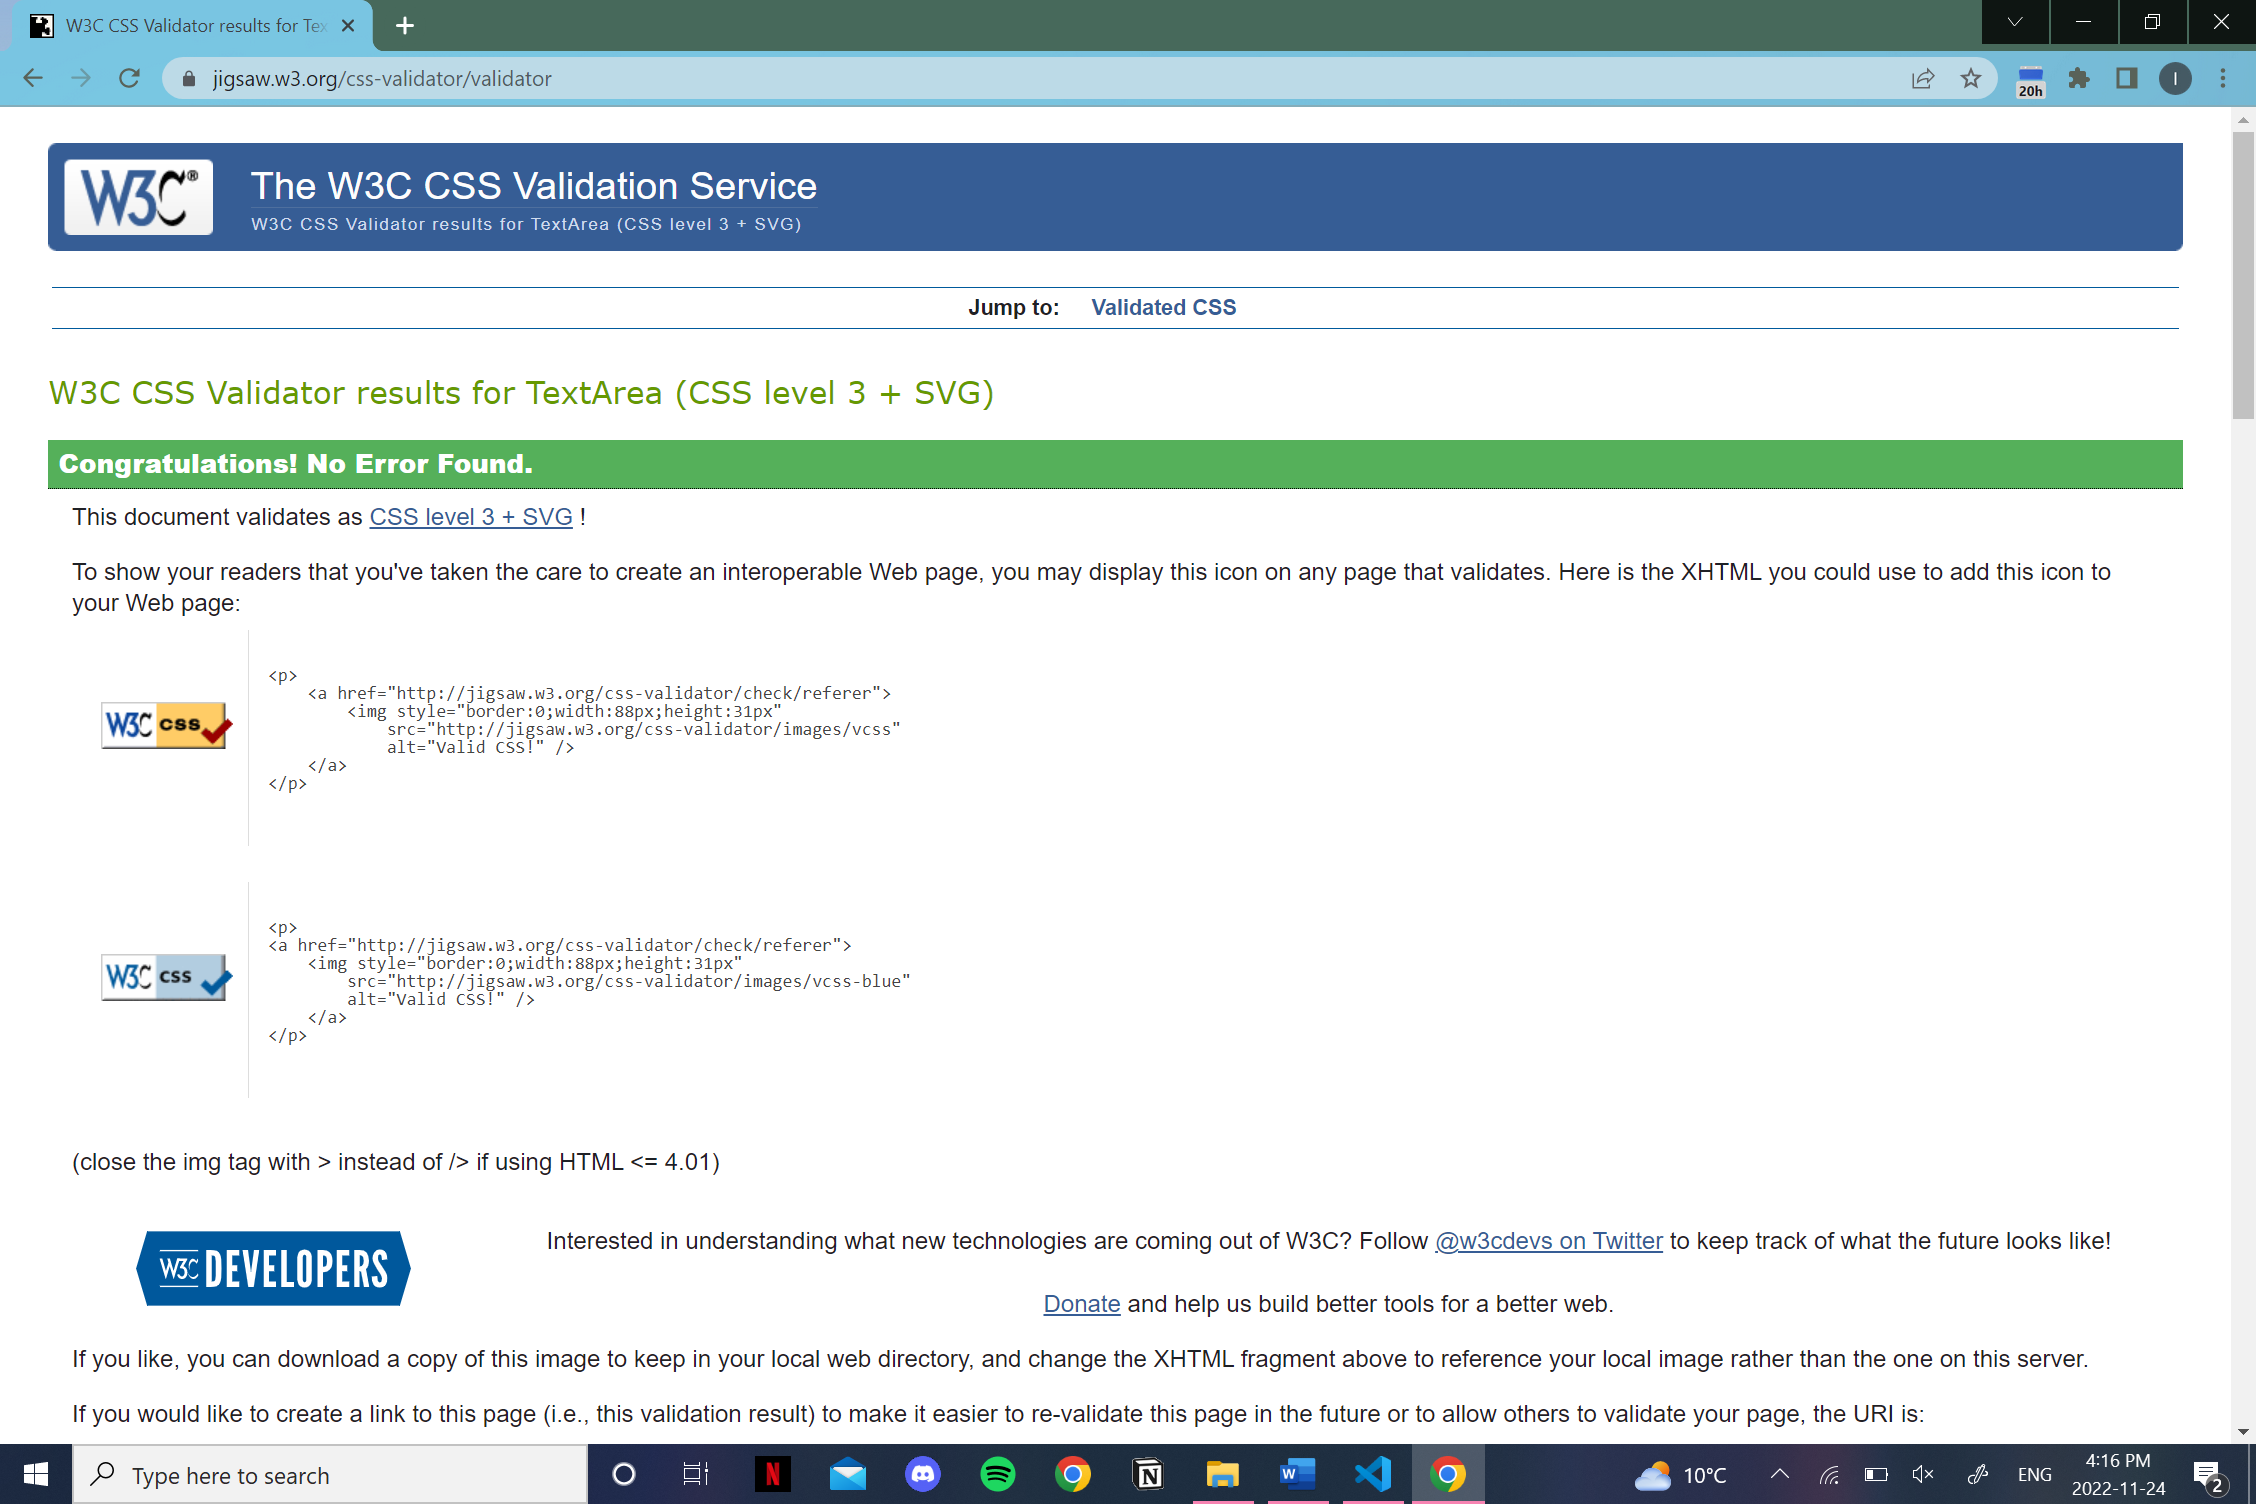 W3C CSS Validator results for Tex
jigsaw.w3.org/css-validator/validator
20h
I
W3C®
The W3C CSS Validation Service
W3C CSS Validator results for TextArea (CSS level 3 + SVG)
Jump to: Validated CSS
W3C CSS Validator results for TextArea (CSS level 3 + SVG)
Congratulations! No Error Found.
This document validates as CSS level 3 + SVG !
To show your readers that you've taken the care to create an interoperable Web page, you may display this icon on any page that validates. Here is the XHTML you could use to add this icon to
your Web page:
W3C css
<p>
<a href="http://jigsaw.w3.org/css-validator/check/referer">
<img style="border:0;width:88px;height:31px"
src="http://jigsaw.w3.org/css-validator/images/vcss"
alt="Valid CSS!" />
</a>
</p>
W3C css
<p>
<a href="http://jigsaw.w3.org/css-validator/check/referer">
<img style="border:0;width:88px;height:31px"
src="http://jigsaw.w3.org/css-validator/images/vcss-blue"
alt="Valid CSS!" />
</a>
</p>
(close the img tag with > instead of /> if using HTML <= 4.01)
W3C DEVELOPERS
Interested in understanding what new technologies are coming out of W3C? Follow @w3cdevs on Twitter to keep track of what the future looks like!
Donate and help us build better tools for a better web.
If you like, you can download a copy of this image to keep in your local web directory, and change the XHTML fragment above to reference your local image rather than the one on this server.
If you would like to create a link to this page (i.e., this validation result) to make it easier to re-validate this page in the future or to allow others to validate your page, the URI is:
Type here to search
N
N
W
10°C
ENG
4:16 PM
2022-11-24
2